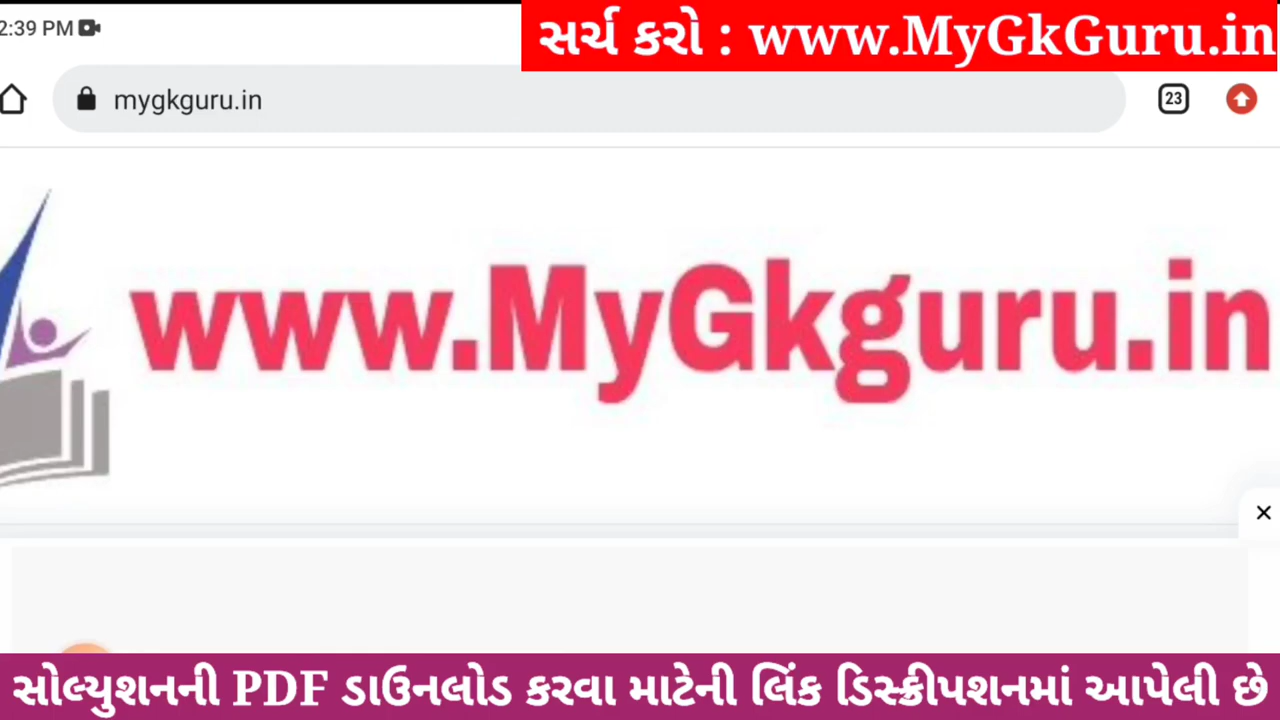 2:39 PM
સર્ચ કરો : www.MyGkGuru.in
mygkguru.in
23
www.MyGkguru.in
સોલ્યુશનની PDF ડાઉનલોડ કરવા માટેની લિંક ડિસ્ક્રીપશનમાં આપેલી છે